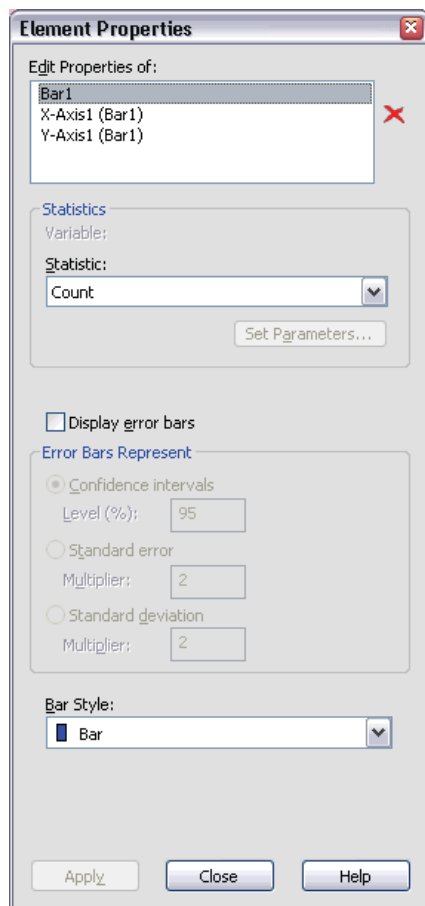 Element Properties
Edit Properties of:
Bar1
X-Axis1 (Bar1)
Y-Axis1 (Bar1)
Statistics
Variable:
Statistic:
Count
Set Parameters...
Display error bars
Error Bars Represent
Confidence intervals
Level (%): 95
Standard error
Multiplier: 2
Standard deviation
Multiplier: 2
Bar Style:
Bar
Apply Close Help